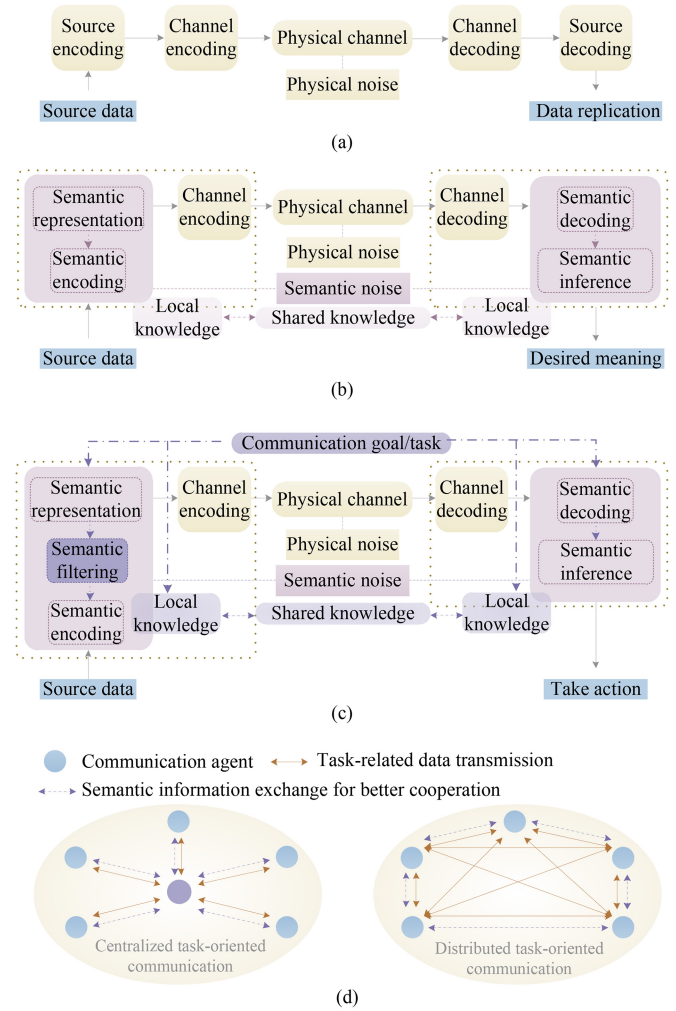 Source
encoding
Channel
encoding
Physical channel
Channel
decoding
Source
decoding
Physical noise
Source data
Data replication
(a)
Semantic
representation
Semantic
encoding
Channel
encoding
Physical channel
Channel
decoding
Semantic
decoding
Semantic
inference
Physical noise
Semantic noise
Local
knowledge
Shared knowledge
Local
knowledge
Source data
Desired meaning
(b)
Communication goal/task
Semantic
representation
Semantic
filtering
Semantic
encoding
Channel
encoding
Physical channel
Channel
decoding
Semantic
decoding
Semantic
inference
Physical noise
Semantic noise
Local
knowledge
Shared knowledge
Local
knowledge
Source data
Take action
(c)
Communication agent
Task-related data transmission
Semantic information exchange for better cooperation
Centralized task-oriented
communication
Distributed task-oriented
communication
(d)